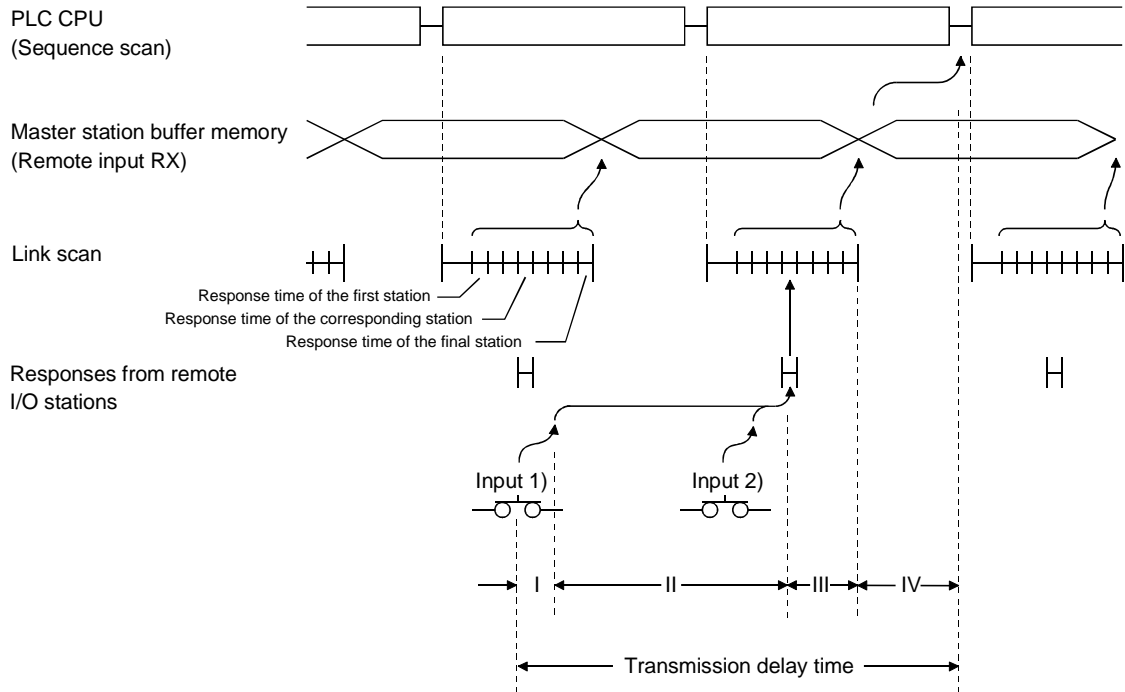 PLC CPU
(Sequence scan)
Master station buffer memory
(Remote input RX)
Link scan
Response time of the first station
Response time of the corresponding station
Response time of the final station
Responses from remote
I/O stations
Input 1)
Input 2)
I
II
III
IV
Transmission delay time